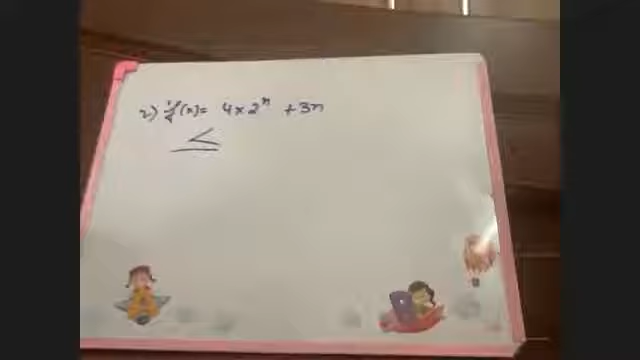 2) f(n) = 4×2ⁿ + 3n
≤